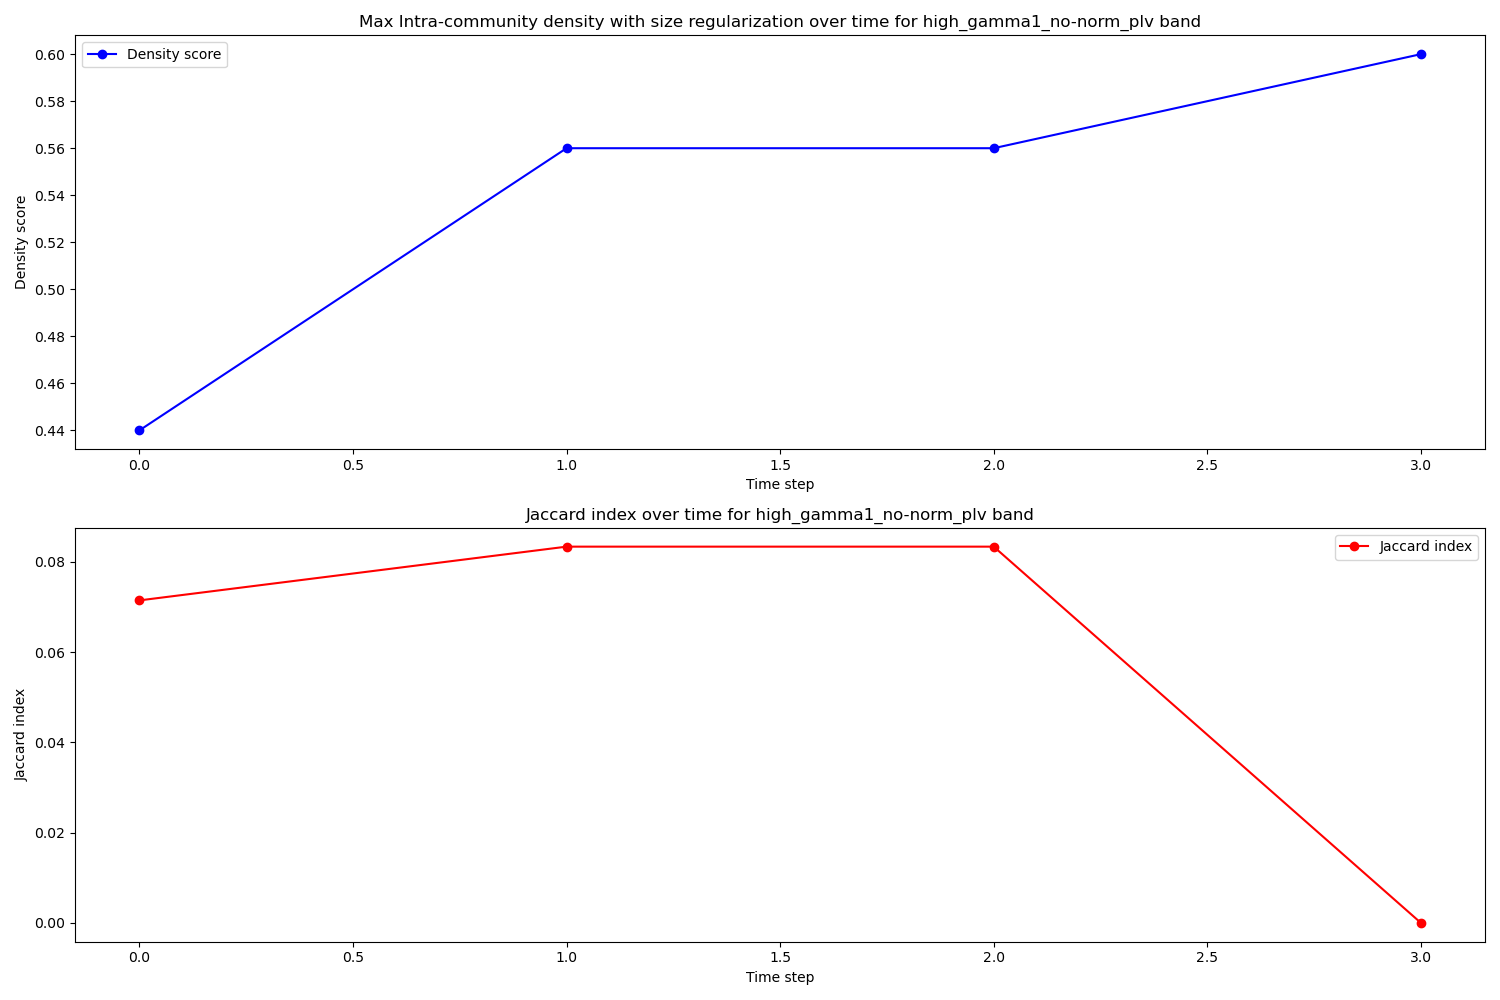 Max Intra-community density with size regularization over time for high_gamma1_no-norm_plv band
Density score
0.60
0.58
0.56
0.54
0.52
0.50
0.48
0.46
0.44
Density score
0.0 0.5 1.0 1.5 2.0 2.5 3.0
Time step
Jaccard index over time for high_gamma1_no-norm_plv band
Jaccard index
0.08
0.06
0.04
0.02
0.00
Jaccard index
0.0 0.5 1.0 1.5 2.0 2.5 3.0
Time step